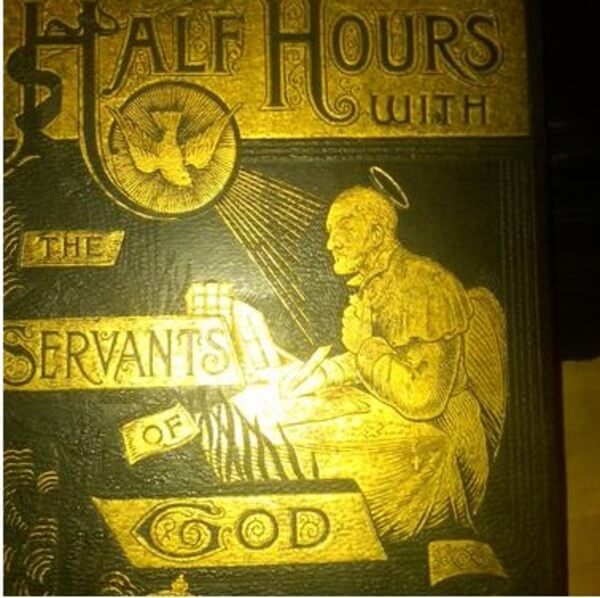 HALF HOURS
WITH
THE
SERVANTS
OF
GOD